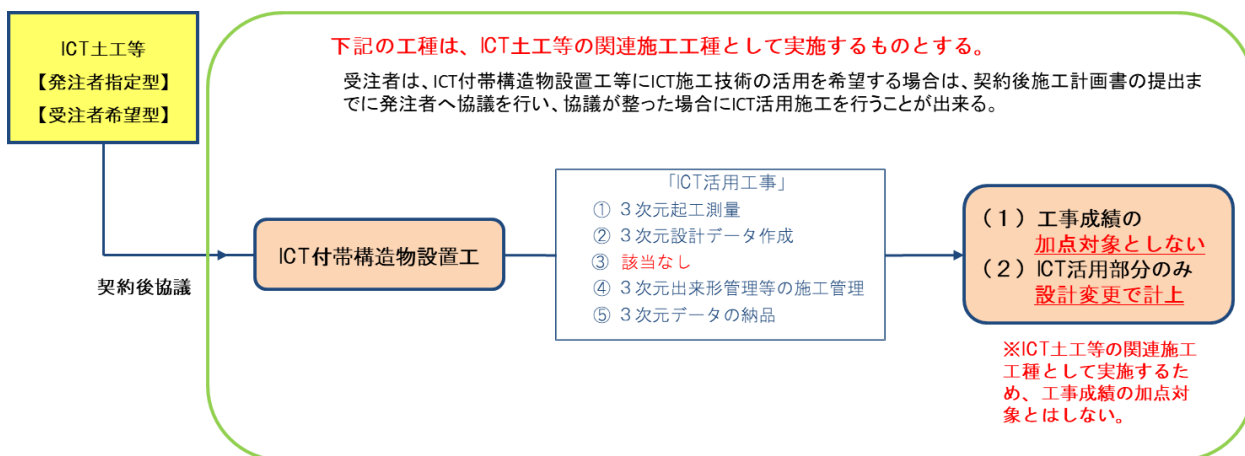 ICT土工等
【発注者指定型】
【受注者希望型】
契約後協議
下記の工種は、ICT土工等の関連施工工種として実施するものとする。
受注者は、ICT付帯構造物設置工等にICT施工技術の活用を希望する場合は、契約後施工計画書の提出ま
でに発注者へ協議を行い、協議が整った場合にICT活用施工を行うことが出来る。
ICT付帯構造物設置工
「ICT活用工事」
① ３次元起工測量
② ３次元設計データ作成
③ 該当なし
④ ３次元出来形管理等の施工管理
⑤ ３次元データの納品
（１）工事成績の
加点対象としない
（２）ICT活用部分のみ
設計変更で計上
※ICT土工等の関連施工
工種として実施するた
め、工事成績の加点対
象とはしない。